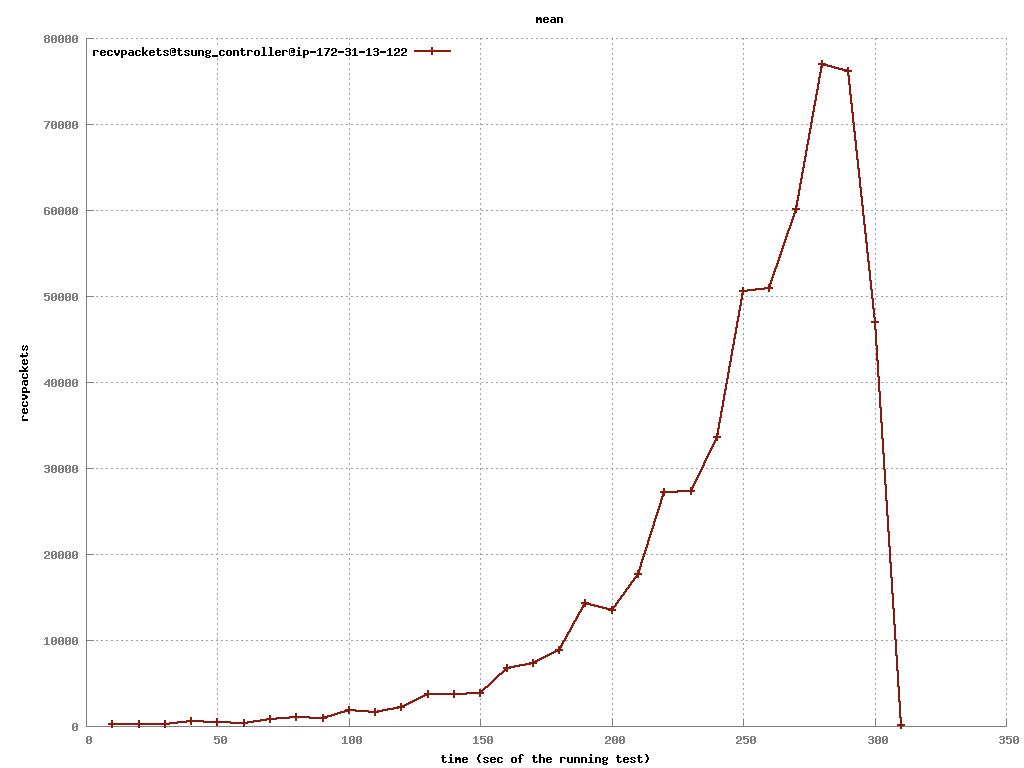 mean
80000
recvpackets@tsung_controller@ip-172-31-13-122
70000
60000
50000
40000
30000
20000
10000
0
recvpackets
0 50 100 150 200 250 300 350
time (sec of the running test)